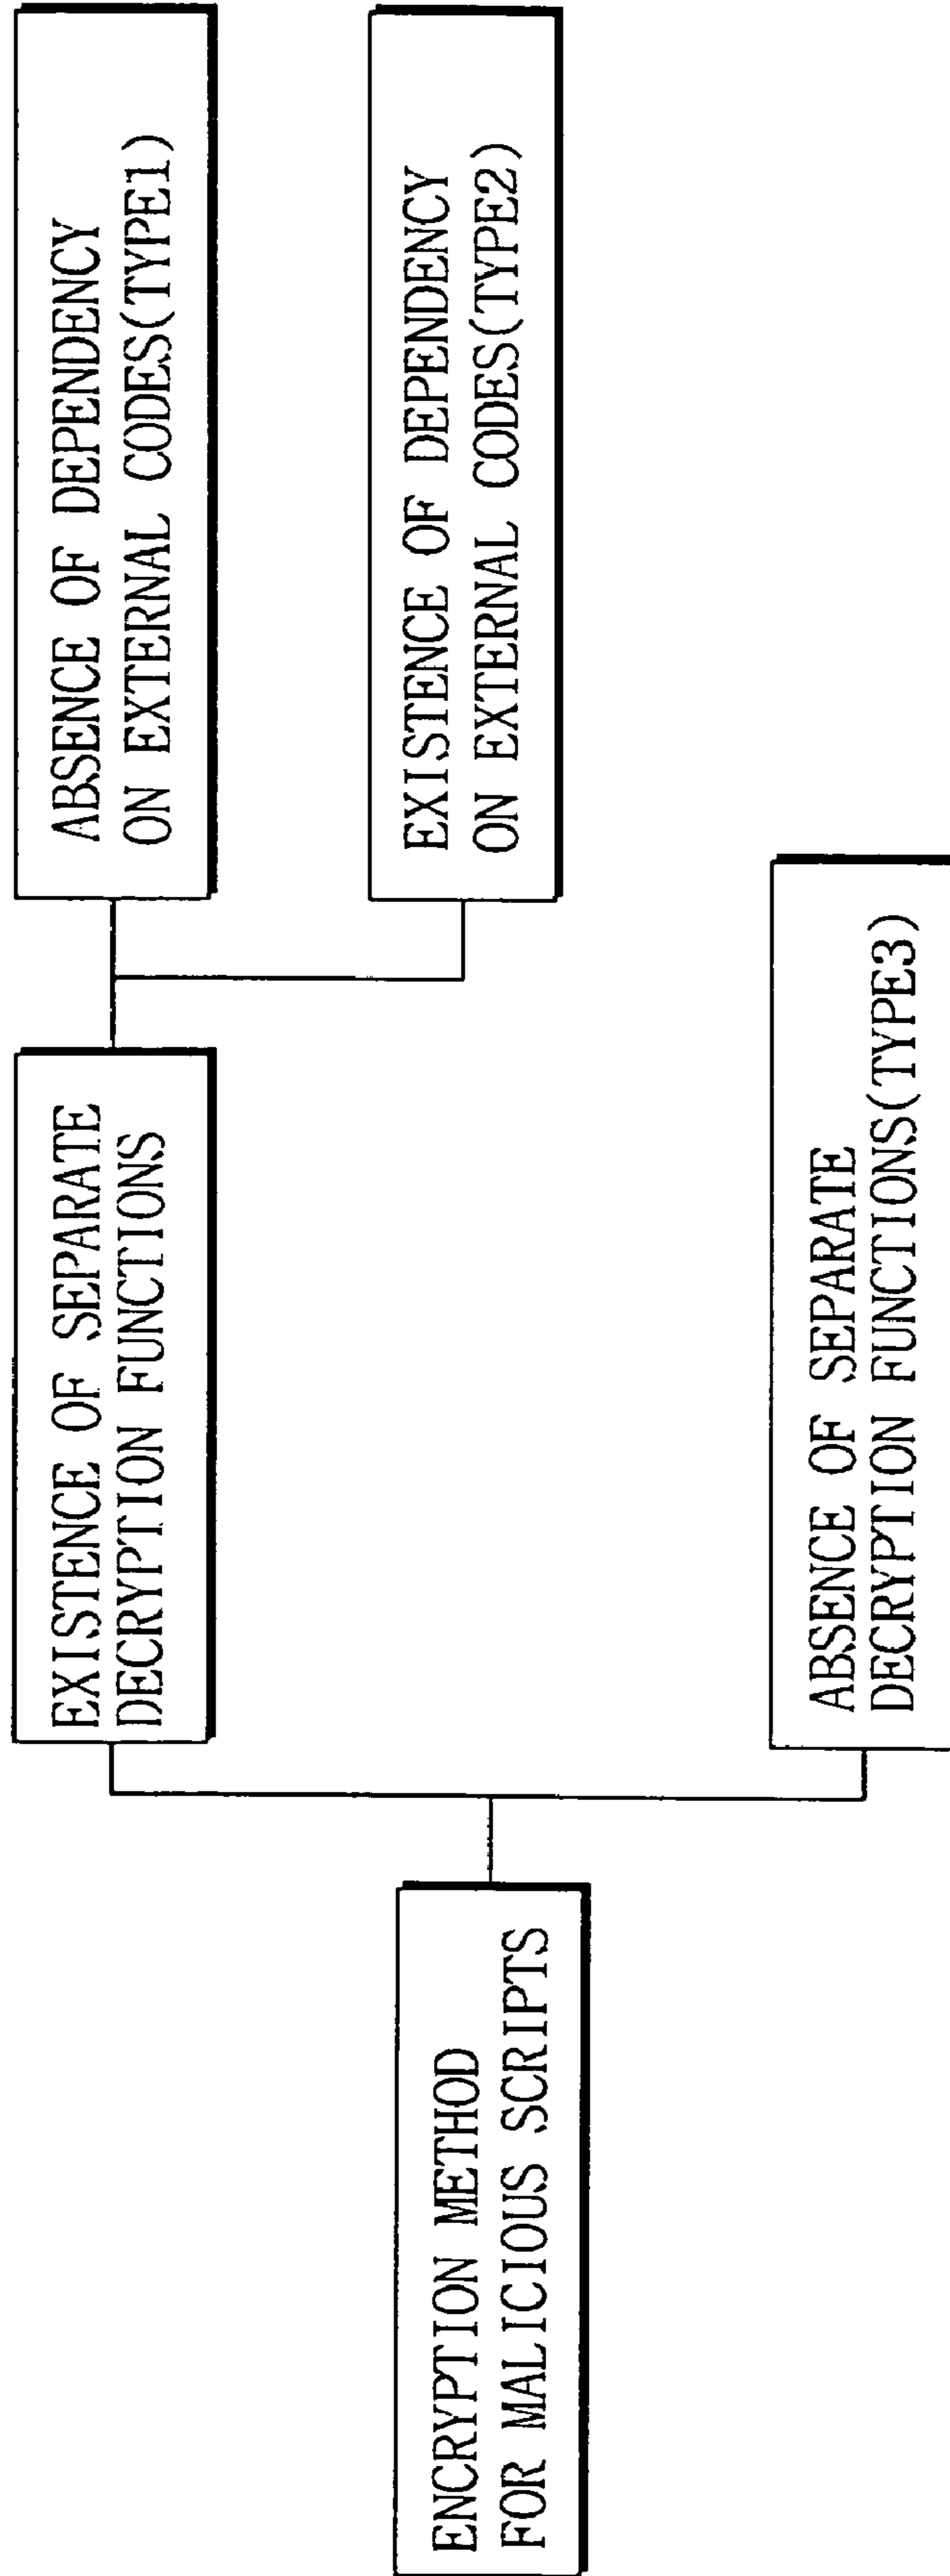 ENCRYPTION METHOD
FOR MALICIOUS SCRIPTS
EXISTENCE OF SEPARATE
DECRYPTION FUNCTIONS
ABSENCE OF DEPENDENCY
ON EXTERNAL CODES(TYPE1)
EXISTENCE OF DEPENDENCY
ON EXTERNAL CODES(TYPE2)
ABSENCE OF SEPARATE
DECRYPTION FUNCTIONS(TYPE3)